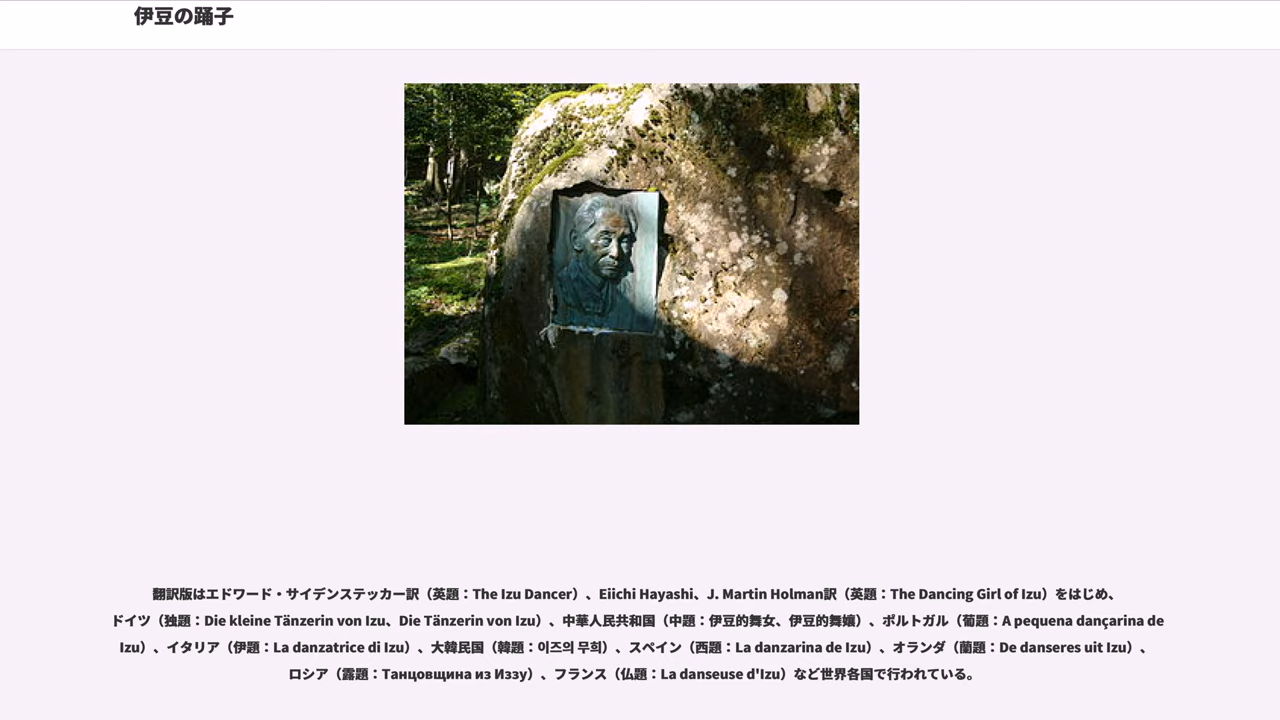 伊豆の踊子
翻訳版はエドワード・サイデンステッカー訳（英題：The Izu Dancer）、Eiichi Hayashi、J. Martin Holman訳（英題：The Dancing Girl of Izu）をはじめ、
ドイツ（独題：Die kleine Tänzerin von Izu、Die Tänzerin von Izu）、中華人民共和国（中題：伊豆的舞女、伊豆的舞嬢）、ポルトガル（葡題：A pequena dançarina de
Izu）、イタリア（伊題：La danzatrice di Izu）、大韓民国（韓題：이즈의 무희）、スペイン（西題：La danzarina de Izu）、オランダ（蘭題：De danseres uit Izu）、
ロシア（露題：Танцовщина из Иззу）、フランス（仏題：La danseuse d'Izu）など世界各国で行われている。